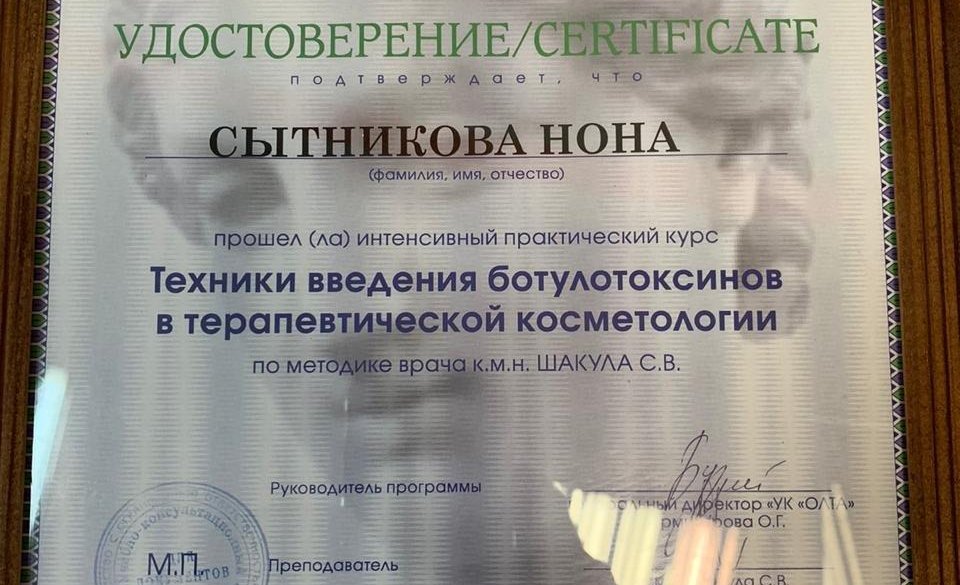 УДОСТОВЕРЕНИЕ/CERTIFICATE
подтверждает, что
СЫТНИКОВА НОНА
(фамилия, имя, отчество)
прошел (ла) интенсивный практический курс
Техники введения ботулотоксинов
в терапевтической косметологии
по методике врача к.м.н. ШАКУЛА С.В.
Руководитель программы
директор «УК «ОЛТА»
О.Г.
М.П.
Преподаватель
С.В.